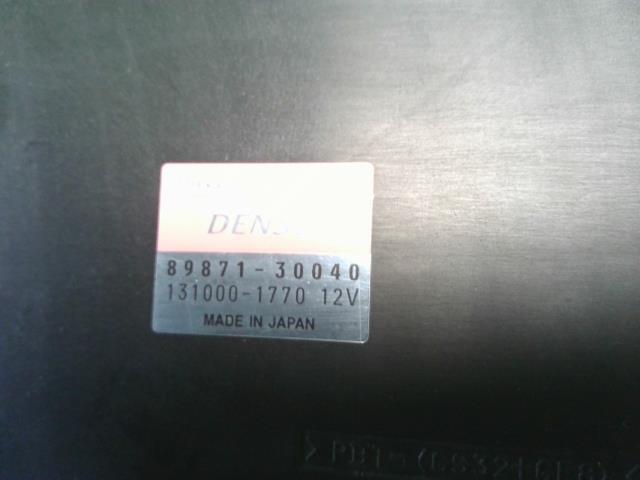 DENSO
89871-30040
131000-1770 12V
MADE IN JAPAN